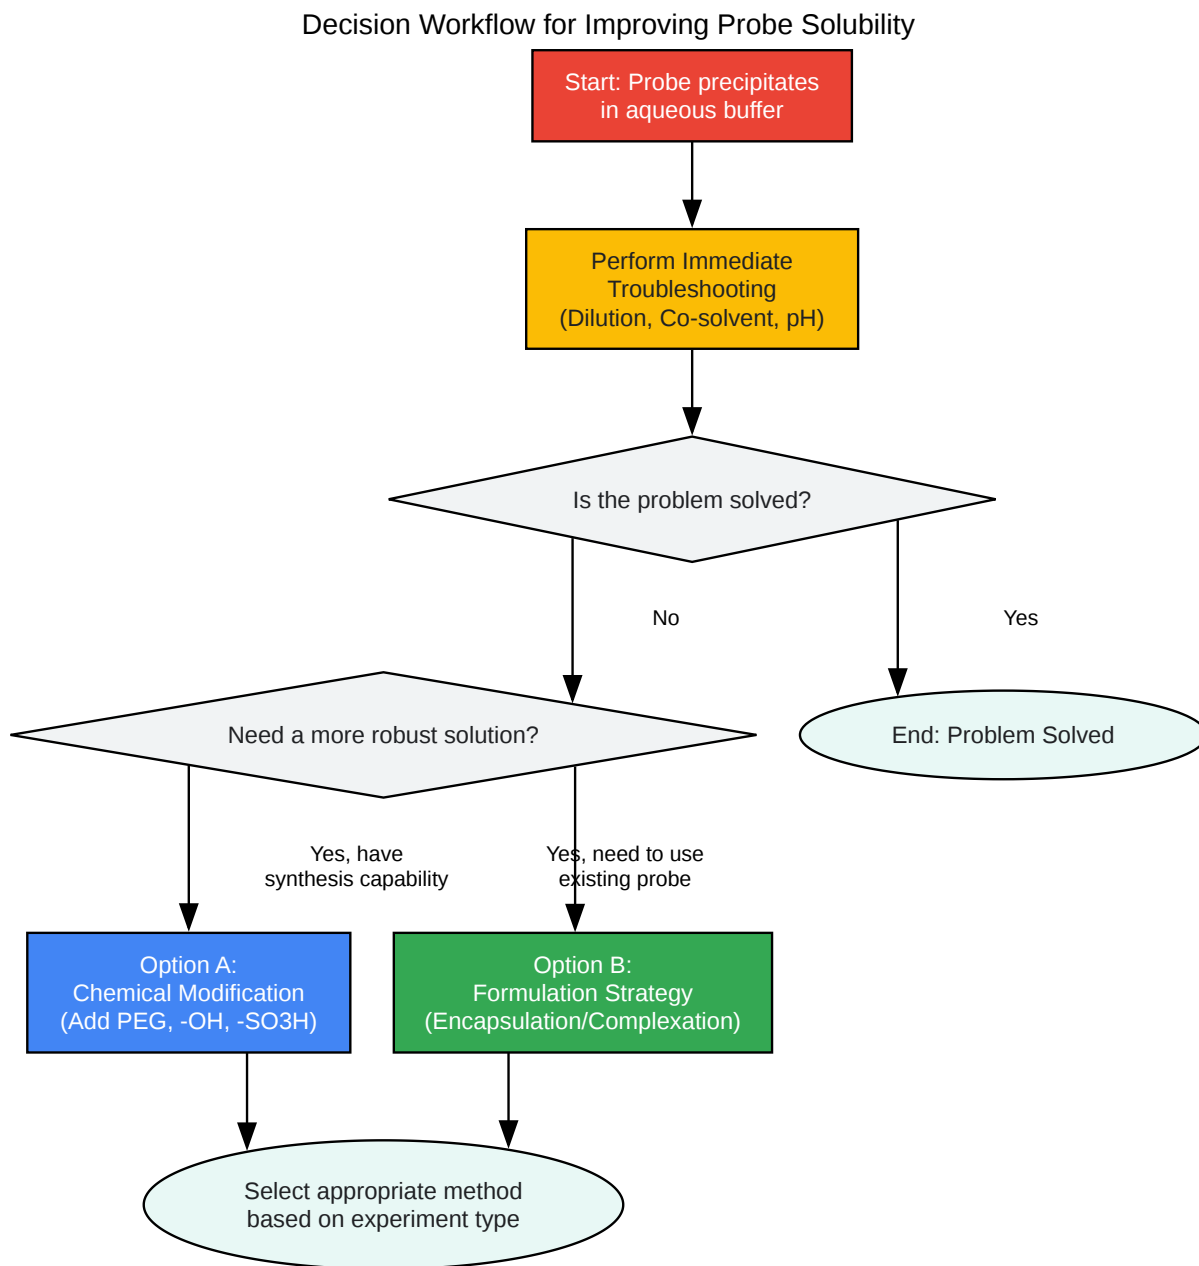 Decision Workflow for Improving Probe Solubility
Start: Probe precipitates
in aqueous buffer
Perform Immediate
Troubleshooting
(Dilution, Co-solvent, pH)
Is the problem solved?
No
Yes
Need a more robust solution?
End: Problem Solved
Yes, have
synthesis capability
Yes, need to use
existing probe
Option A:
Chemical Modification
(Add PEG, -OH, -SO3H)
Option B:
Formulation Strategy
(Encapsulation/Complexation)
Select appropriate method
based on experiment type